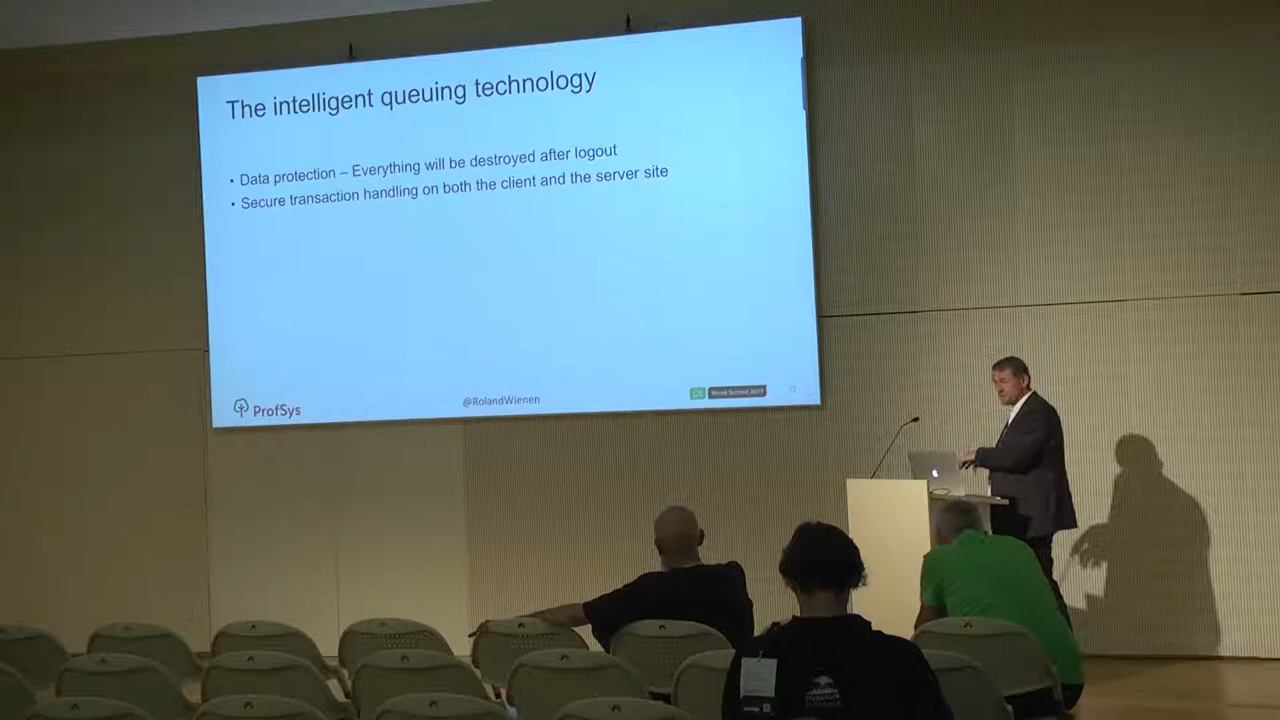 The intelligent queuing technology
• Data protection – Everything will be destroyed after logout
• Secure transaction handling on both the client and the server site
ProfSys
@RolandWienen